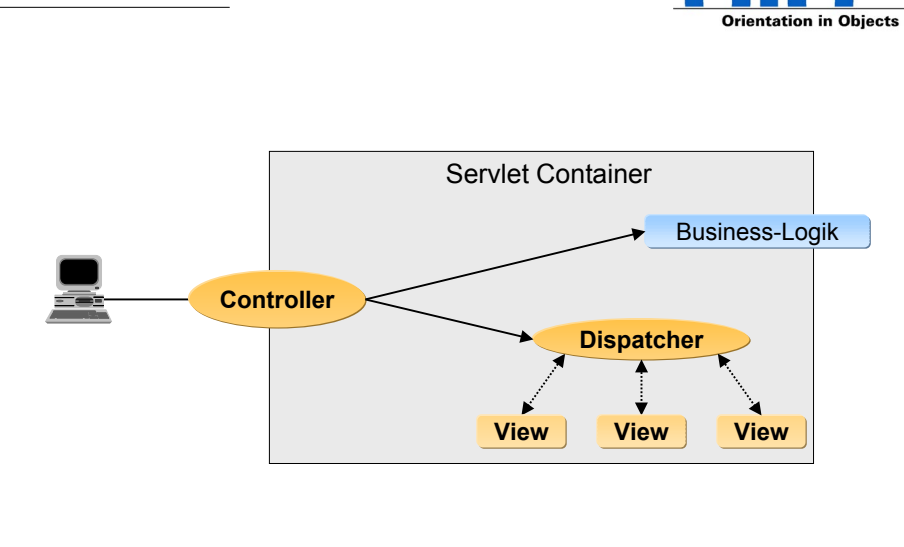 Orientation in Objects
Servlet Container
Business-Logik
Controller
Dispatcher
View View View